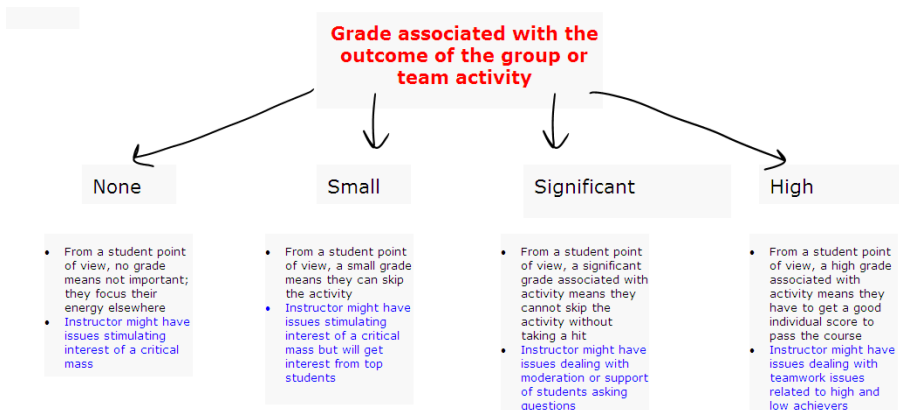 Grade associated with the
outcome of the group or
team activity
None
Small
Significant
High
• From a student point
of view, no grade
means not important;
they focus their
energy elsewhere
• Instructor might have
issues stimulating
interest of a critical
mass
• From a student point
of view, a small grade
means they can skip
the activity
• Instructor might have
issues stimulating
interest of a critical
mass but will get
interest from top
students
• From a student point
of view, a significant
grade associated with
activity means they
cannot skip the
activity without
taking a hit
• Instructor might have
issues dealing with
moderation or support
of students asking
questions
• From a student point
of view, a high grade
associated with
activity means they
have to get a good
individual score to
pass the course
• Instructor might have
issues dealing with
teamwork issues
related to high and
low achievers